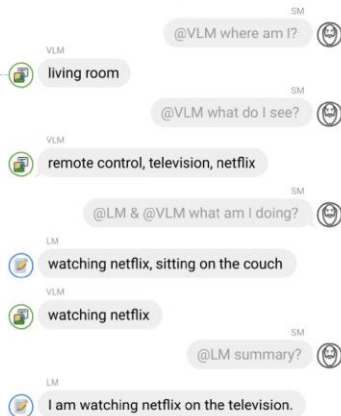 SM
@VLM where am I?
VLM
living room
SM
@VLM what do I see?
VLM
remote control, television, netflix
SM
@LM & @VLM what am I doing?
LM
watching netflix, sitting on the couch
VLM
watching netflix
SM
@LM summary?
LM
I am watching netflix on the television.